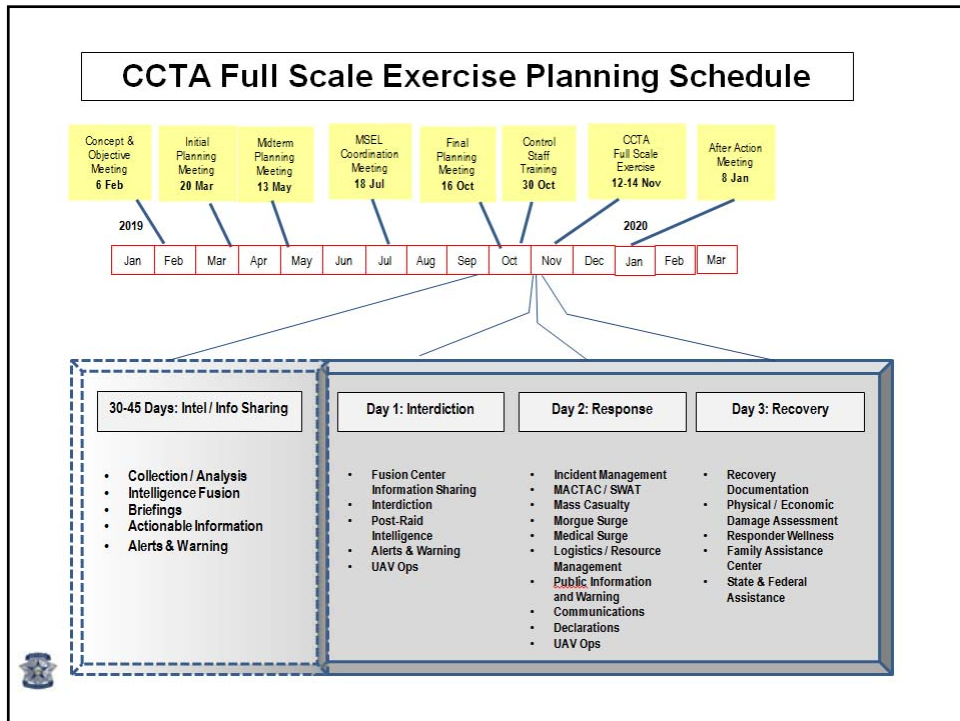 CCTA Full Scale Exercise Planning Schedule
Concept &
Objective
Meeting
6 Feb
Initial
Planning
Meeting
20 Mar
Midterm
Planning
Meeting
13 May
MSEL
Coordination
Meeting
18 Jul
Final
Planning
Meeting
16 Oct
Control
Staff
Training
30 Oct
CCTA
Full Scale
Exercise
12-14 Nov
After Action
Meeting
8 Jan
2019
2020
Jan Feb Mar Apr May Jun Jul Aug Sep Oct Nov Dec Jan Feb Mar
30-45 Days: Intel / Info Sharing
• Collection / Analysis
• Intelligence Fusion
• Briefings
• Actionable Information
• Alerts & Warning
Day 1: Interdiction
• Fusion Center
Information Sharing
• Interdiction
• Post-Raid
Intelligence
• Alerts & Warning
• UAV Ops
Day 2: Response
• Incident Management
• MACTAC / SWAT
• Mass Casualty
• Morgue Surge
• Medical Surge
• Logistics / Resource
Management
• Public Information
and Warning
• Communications
• Declarations
• UAV Ops
Day 3: Recovery
• Recovery
Documentation
• Physical / Economic
Damage Assessment
• Responder Wellness
• Family Assistance
Center
• State & Federal
Assistance